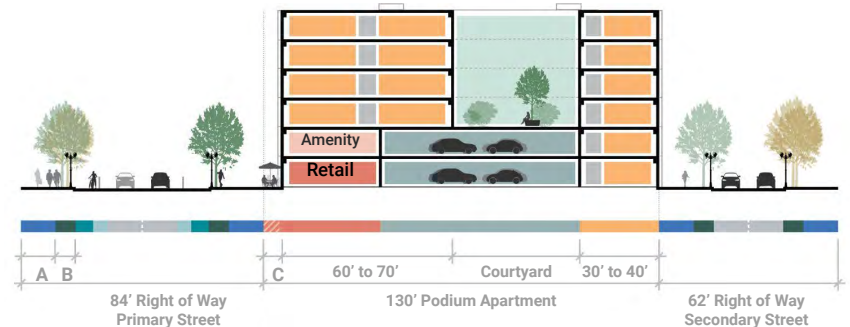 Amenity
Retail
A B C 60’ to 70’ Courtyard 30’ to 40’
84’ Right of Way
Primary Street
130’ Podium Apartment
62’ Right of Way
Secondary Street